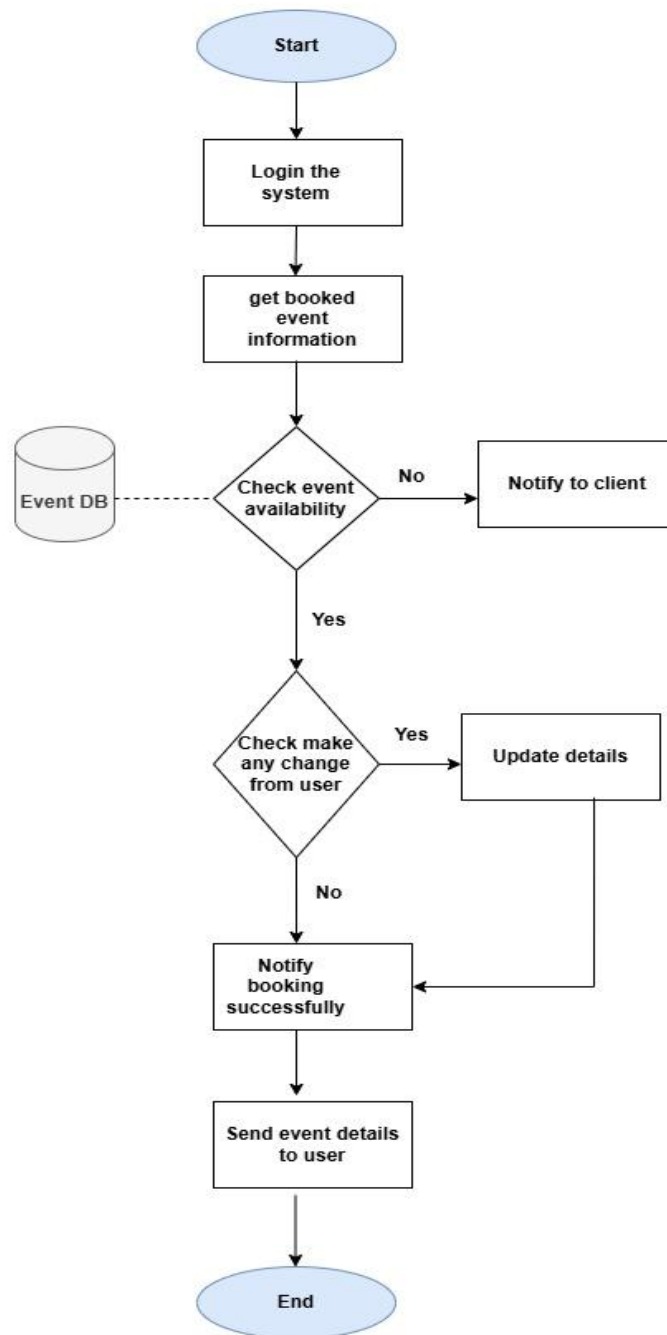 Start
Login the
system
get booked
event
information
Event DB
Check event
availability
No
Notify to client
Yes
Check make
any change
from user
Yes
Update details
No
Notify
booking
successfully
Send event details
to user
End